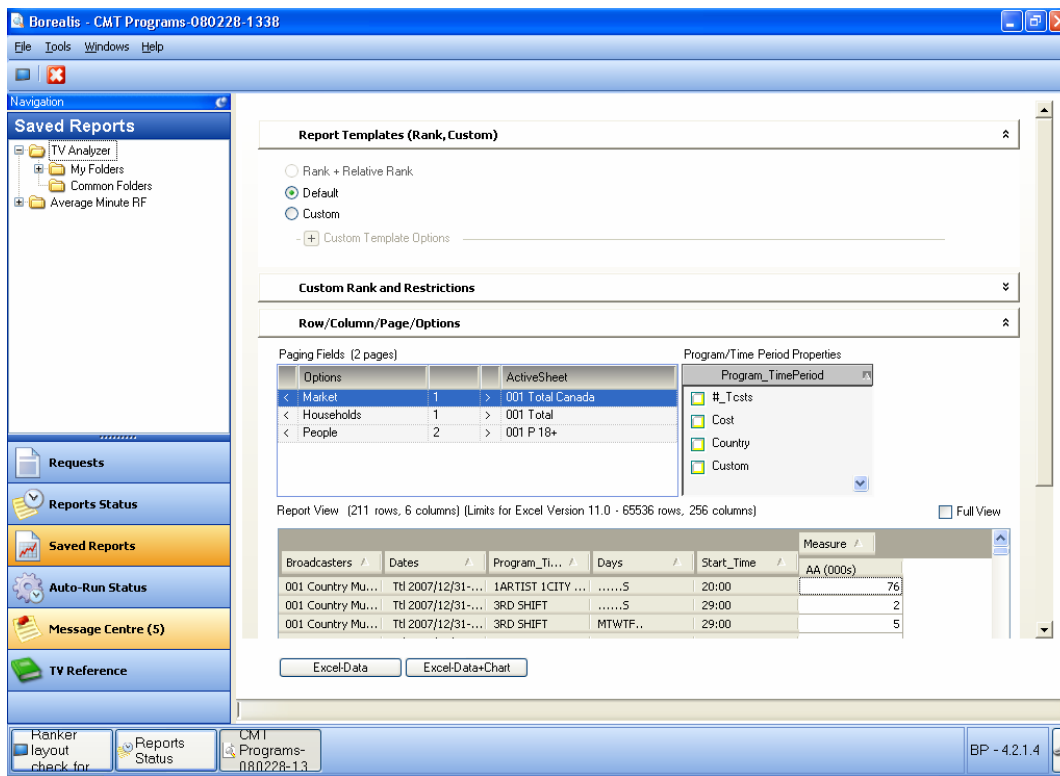 Borealis - CMT Programs-080228-1338
File Tools Windows Help
Navigation
Saved Reports
TV Analyzer
My Folders
Common Folders
Average Minute RF
Requests
Reports Status
Saved Reports
Auto-Run Status
Message Centre (5)
TV Reference
Report Templates (Rank, Custom)
Rank + Relative Rank
Default
Custom
Custom Template Options
Custom Rank and Restrictions
Row/Column/Page/Options
Paging Fields (2 pages)
Options ActiveSheet
< Market 1 > 001 Total Canada
< Households 1 > 001 Total
< People 2 > 001 P 18+
Program/Time Period Properties
Program_TimePeriod
#_Tcsts
Cost
Country
Custom
Report View (211 rows, 6 columns) (Limits for Excel Version 11.0 - 65536 rows, 256 columns)
Full View
Measure
Broadcasters Dates Program_Ti... Days Start_Time AA (000s)
001 Country Mu... Ttl 2007/12/31-... 1ARTIST 1CITY ... ......S 20:00 76
001 Country Mu... Ttl 2007/12/31-... 3RD SHIFT ......S 29:00 2
001 Country Mu... Ttl 2007/12/31-... 3RD SHIFT MTWTF.. 29:00 5
Excel-Data Excel-Data+Chart
Ranker
layout
check for
Reports
Status
CMT
Programs-
080228-13
BP - 4.2.1.4